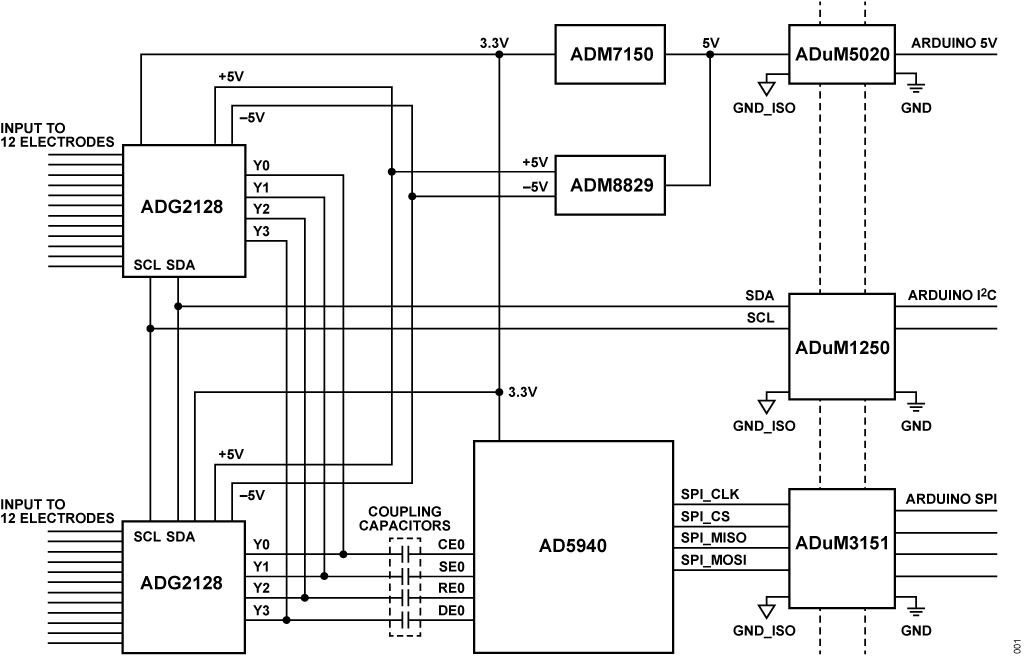 3.3V
ADM7150
5V
ADuM5020
ARDUINO 5V
+5V
GND_ISO
GND
–5V
INPUT TO
12 ELECTRODES
Y0
+5V
ADM8829
Y1
–5V
ADG2128
Y2
Y3
SCL SDA
SDA
ARDUINO I²C
SCL
ADuM1250
3.3V
GND_ISO
GND
+5V
–5V
INPUT TO
12 ELECTRODES
COUPLING
CAPACITORS
SPI_CLK
ARDUINO SPI
SPI_CS
SCL SDA
Y0
CE0
AD5940
SPI_MISO
ADuM3151
Y1
SE0
SPI_MOSI
ADG2128
Y2
RE0
Y3
DE0
GND_ISO
GND
001